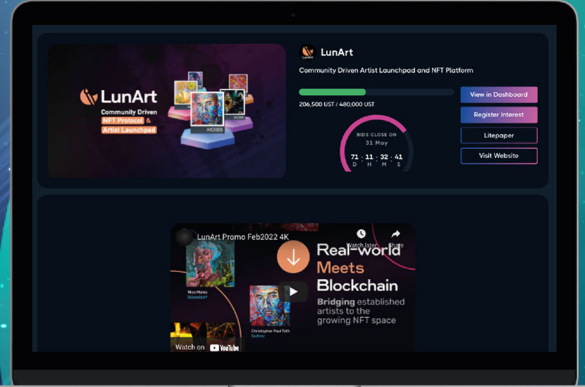 LunArt
Community Driven
NFT Protocol &
Artist Launchpad
LunArt
Community Driven Artist Launchpad and NFT Platform
206,500 UST / 480,000 UST
BIDS CLOSE ON
31 May
71 : 11 : 32 : 41
D H M S
View in Dashboard
Register Interest
Litepaper
Visit Website
LunArt Promo Feb2022 4K
Watch later
Share
Real-world
Meets
Blockchain
Bridging established
artists to the
growing NFT space
Christopher Paul Toth
Watch on YouTube